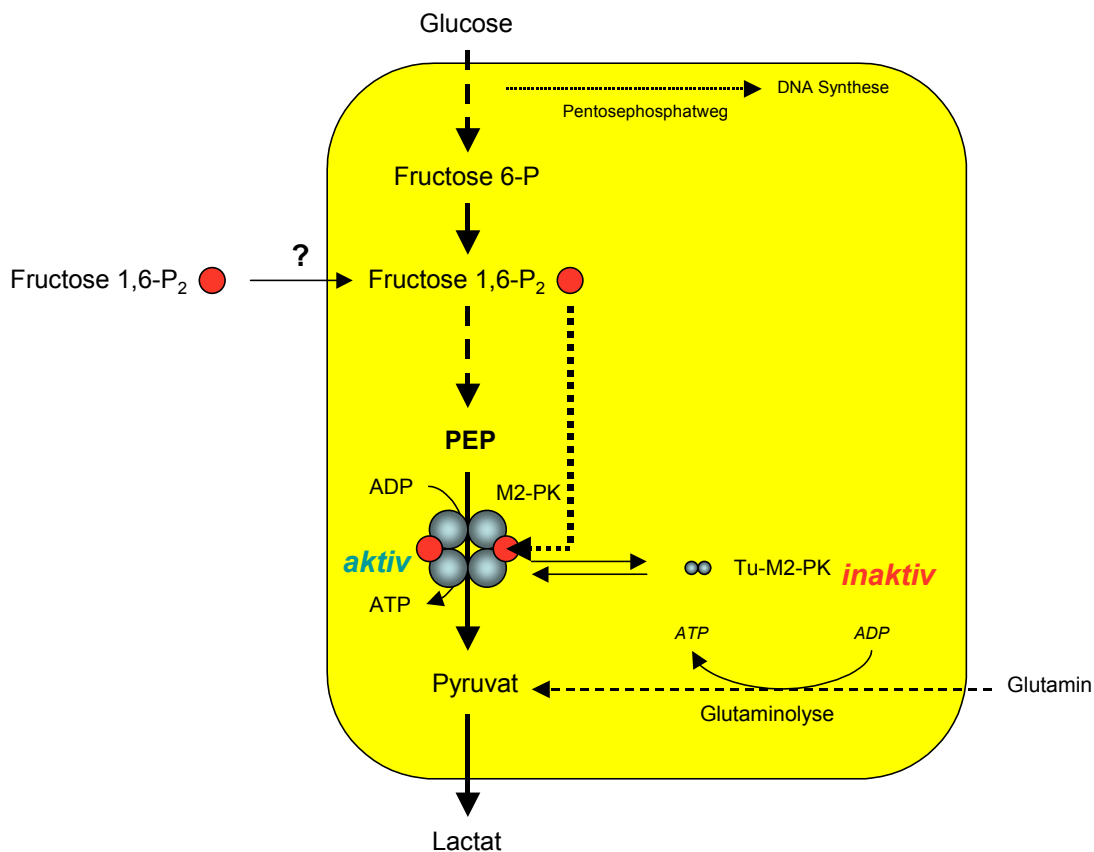 Glucose
DNA Synthese
Pentosephosphatweg
Fructose 6-P
?
Fructose 1,6-P₂
Fructose 1,6-P₂
PEP
ADP
M2-PK
aktiv
Tu-M2-PK
inaktiv
ATP
ATP
ADP
Pyruvat
Glutamin
Glutaminolyse
Lactat